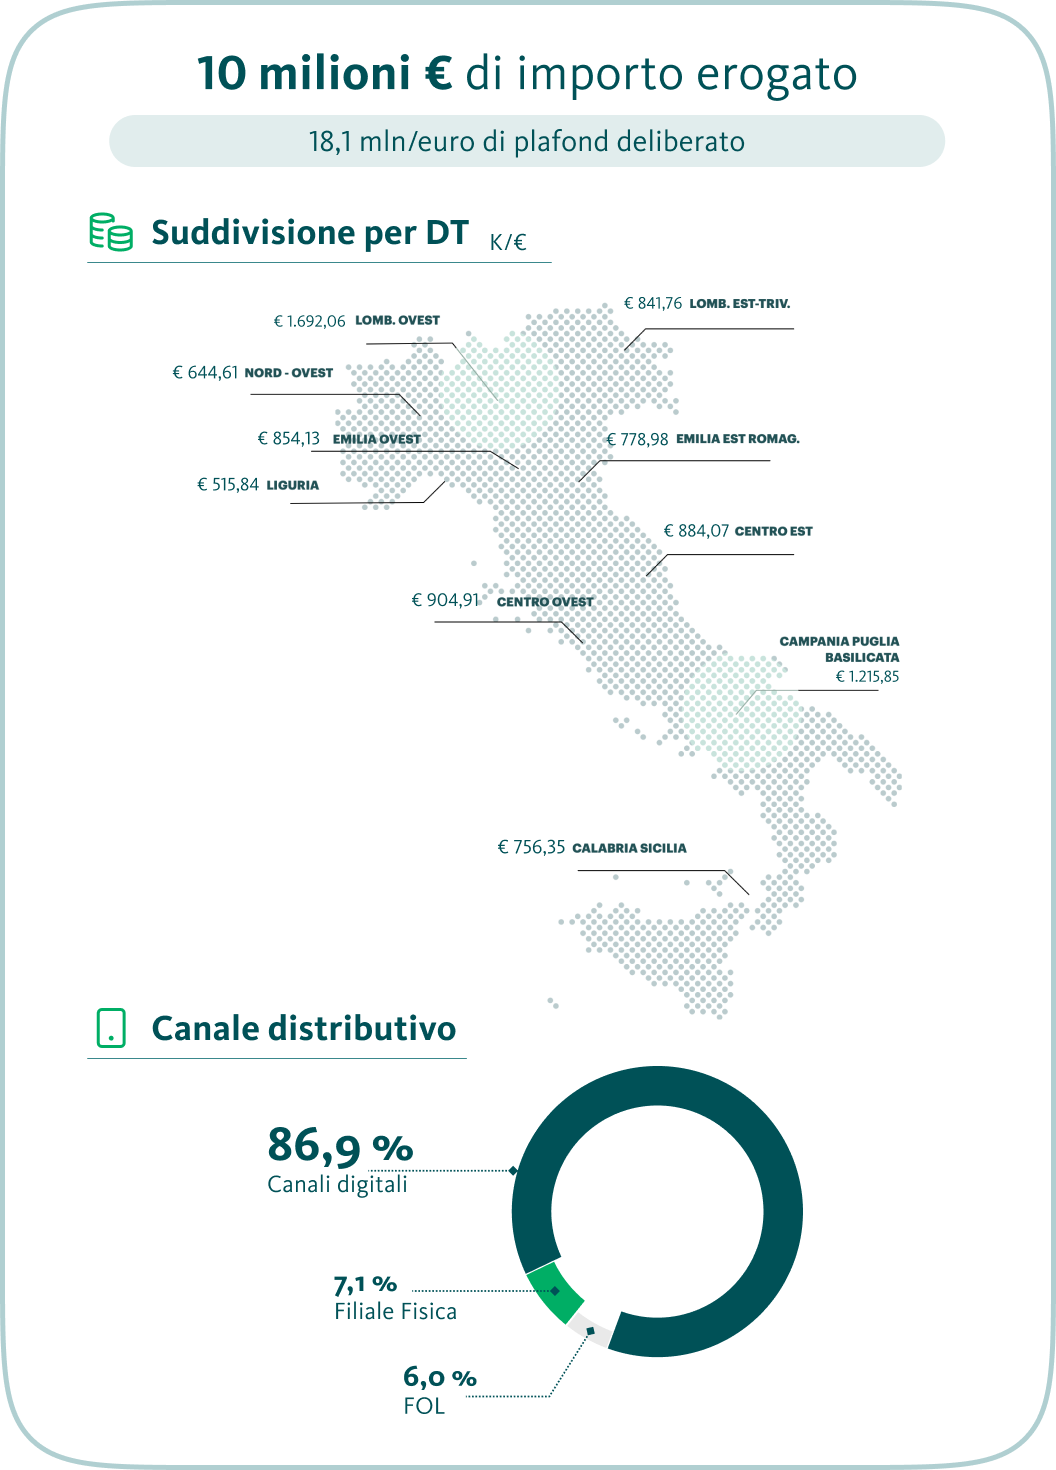 10 milioni € di importo erogato
18,1 mln/euro di plafond deliberato
Suddivisione per DT K/€
€ 841,76 LOMB. EST-TRIV.
€ 1.692,06 LOMB. OVEST
€ 644,61 NORD - OVEST
€ 854,13 EMILIA OVEST
€ 778,98 EMILIA EST ROMAG.
€ 515,84 LIGURIA
€ 884,07 CENTRO EST
€ 904,91 CENTRO OVEST
CAMPANIA PUGLIA
BASILICATA
€ 1.215,85
€ 756,35 CALABRIA SICILIA
Canale distributivo
86,9 %
Canali digitali
7,1 %
Filiale Fisica
6,0 %
FOL